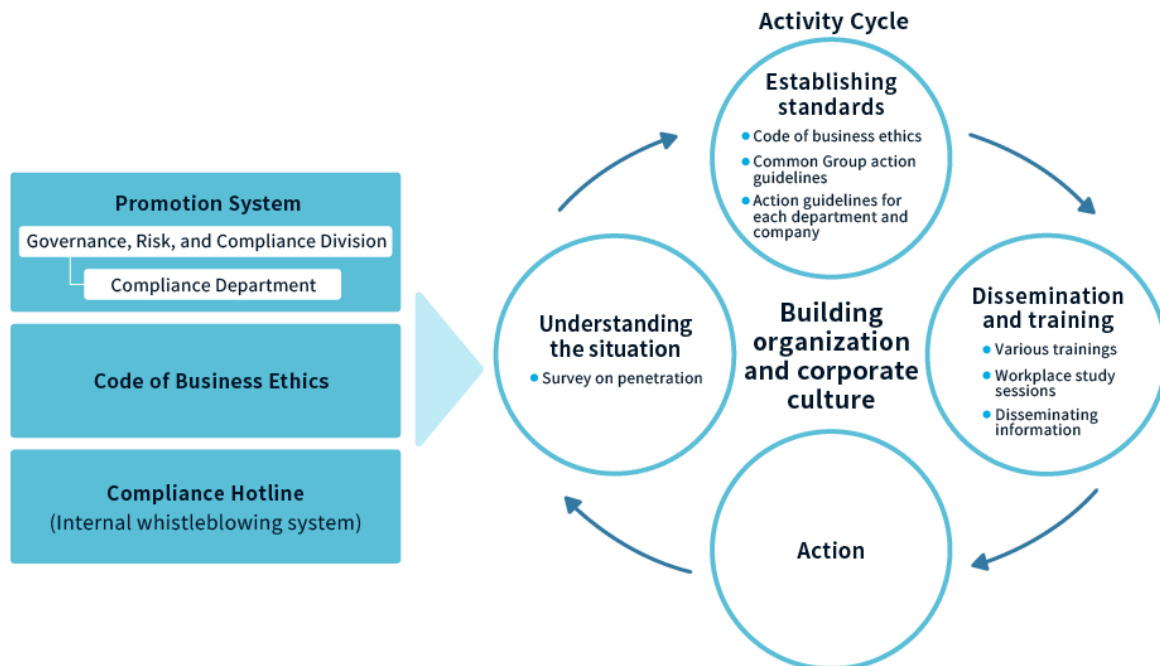 Promotion System
Governance, Risk, and Compliance Division
Compliance Department
Code of Business Ethics
Compliance Hotline
(Internal whistleblowing system)
Activity Cycle
Establishing
standards
Code of business ethics
Common Group action
guidelines
Action guidelines for
each department and
company
Dissemination
and training
Various trainings
Workplace study
sessions
Disseminating
information
Action
Understanding
the situation
Survey on penetration
Building
organization
and corporate
culture